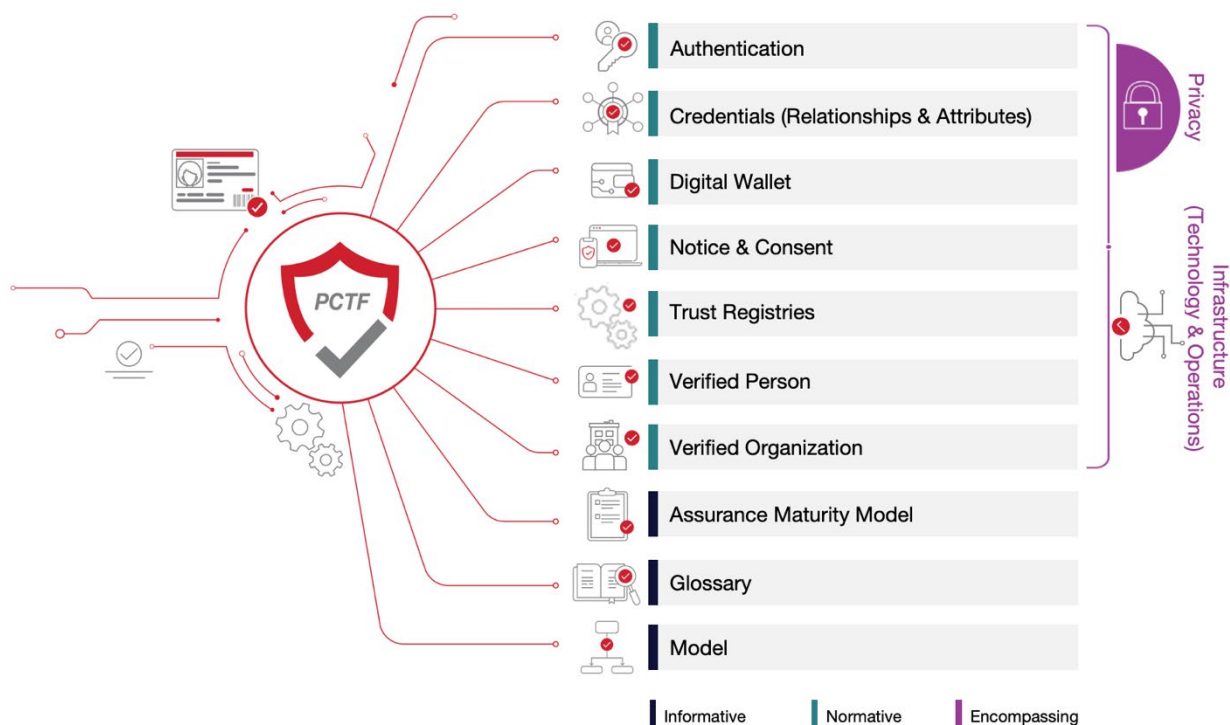 PCTF
Authentication
Credentials (Relationships & Attributes)
Digital Wallet
Notice & Consent
Trust Registries
Verified Person
Verified Organization
Assurance Maturity Model
Glossary
Model
Privacy
Infrastructure
(Technology & Operations)
Informative
Normative
Encompassing